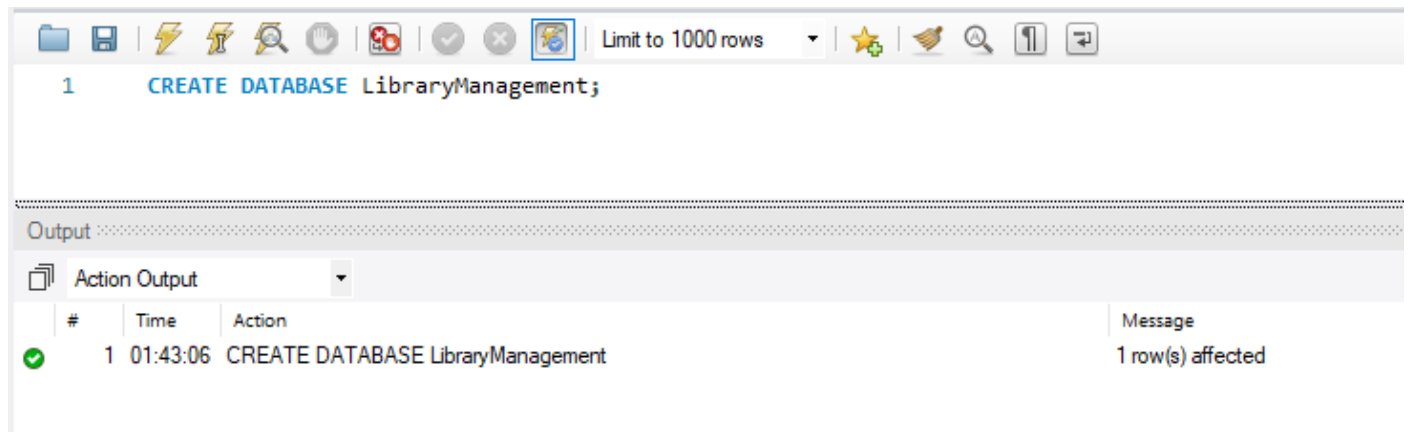 Limit to 1000 rows
1 CREATE DATABASE LibraryManagement;
Output
Action Output
# Time Action Message
1 01:43:06 CREATE DATABASE LibraryManagement 1 row(s) affected